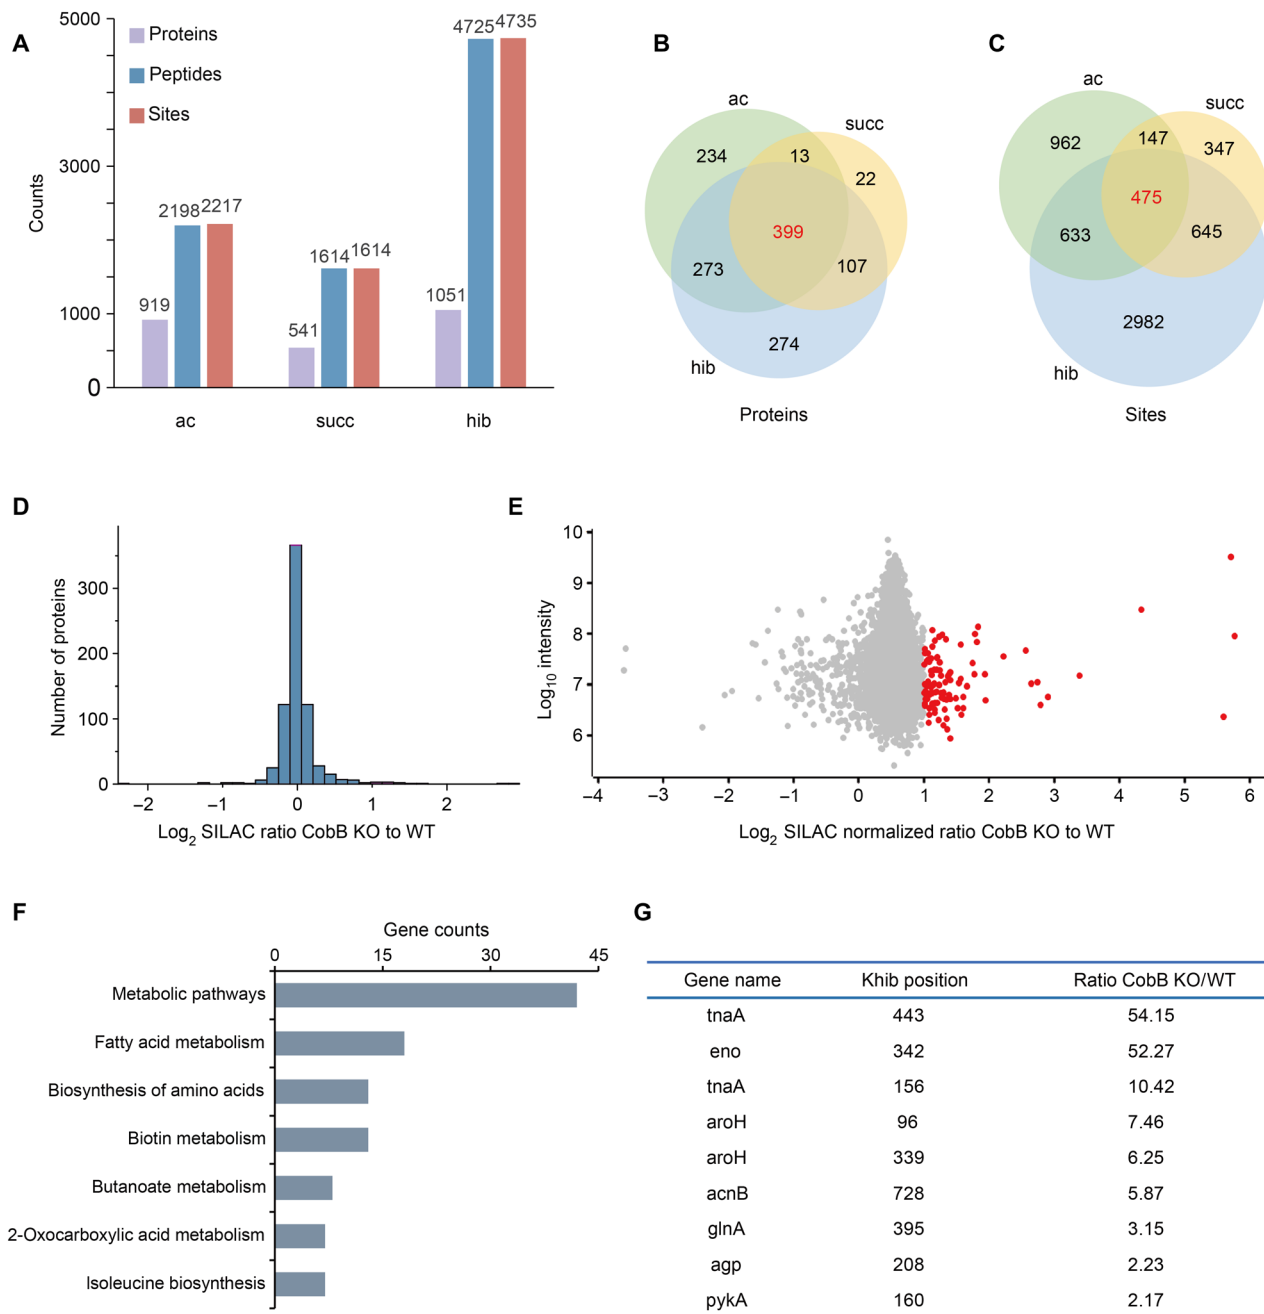 A
5000
3000
1000
0
Counts
Proteins
Peptides
Sites
919
2198
2217
541
1614
1614
1051
4725
4735
ac
succ
hib
B
ac
succ
hib
234
13
22
399
273
107
274
Proteins
C
ac
succ
hib
962
147
347
475
633
645
2982
Sites
D
Number of proteins
300
200
100
0
–2
–1
0
1
2
Log2 SILAC ratio CobB KO to WT
E
Log10 intensity
10
9
8
7
6
–4
–3
–2
–1
0
1
2
3
4
5
6
Log2 SILAC normalized ratio CobB KO to WT
F
Gene counts
0 15 30 45
Metabolic pathways
Fatty acid metabolism
Biosynthesis of amino acids
Biotin metabolism
Butanoate metabolism
2-Oxocarboxylic acid metabolism
Isoleucine biosynthesis
G
Gene name Khib position Ratio CobB KO/WT
tnaA 443 54.15
eno 342 52.27
tnaA 156 10.42
aroH 96 7.46
aroH 339 6.25
acnB 728 5.87
glnA 395 3.15
agp 208 2.23
pykA 160 2.17